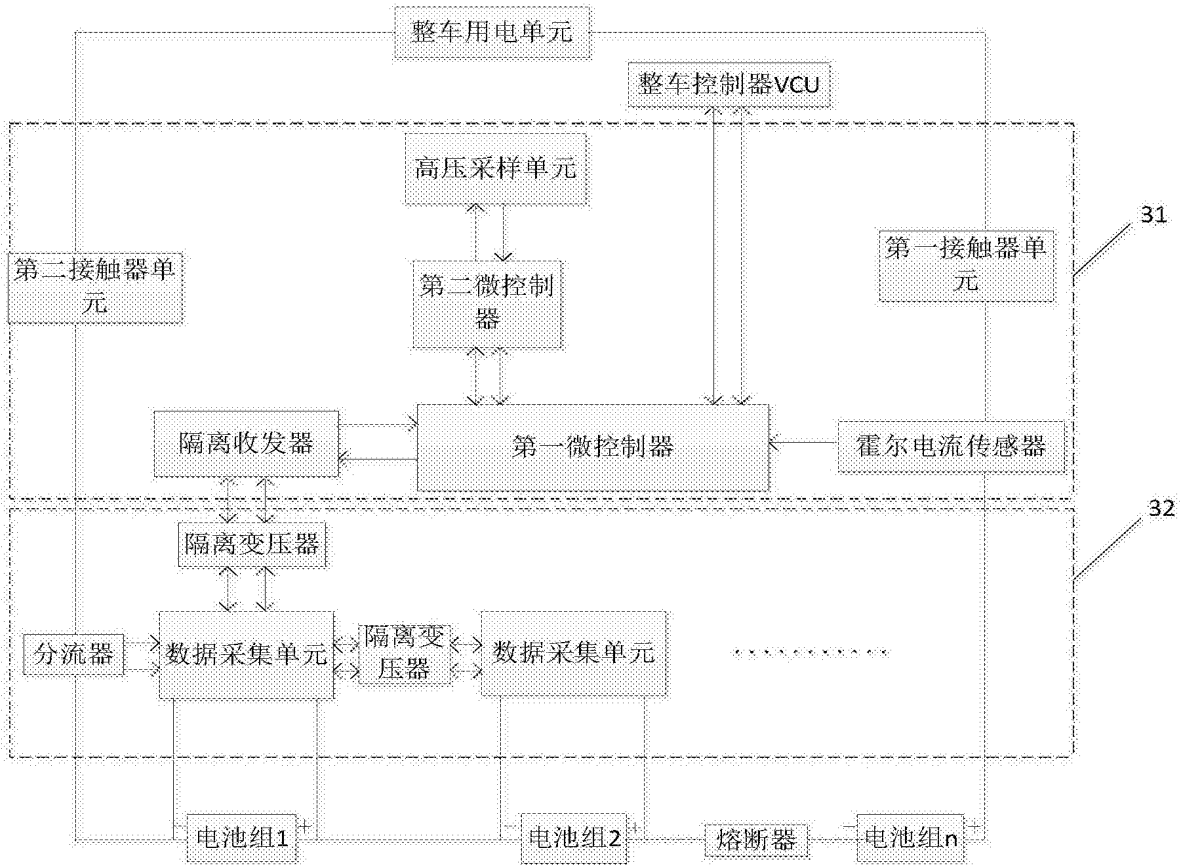 整车用电单元
整车控制器VCU
高压采样单元
31
第二接触器单
元
第二微控制
器
第一接触器单
元
隔离收发器
第一微控制器
霍尔电流传感器
32
隔离变压器
分流器
数据采集单元
隔离变
压器
数据采集单元
.............
- 电池组1 +
- 电池组2 +
熔断器
- 电池组n +